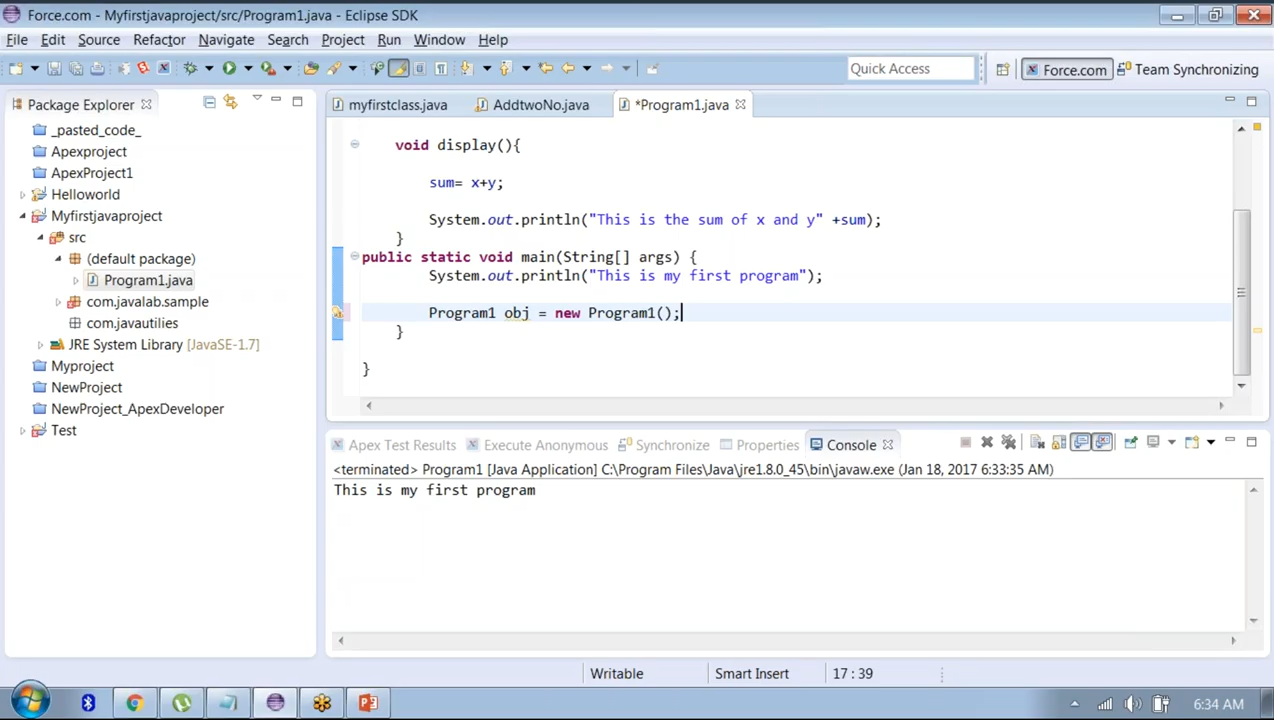 Force.com - Myfirstjavaproject/src/Program1.java - Eclipse SDK
File Edit Source Refactor Navigate Search Project Run Window Help
Quick Access
Force.com
Team Synchronizing
Package Explorer
_pasted_code_
Apexproject
ApexProject1
Helloworld
Myfirstjavaproject
src
(default package)
Program1.java
com.javalab.sample
com.javautilies
JRE System Library [JavaSE-1.7]
Myproject
NewProject
NewProject_ApexDeveloper
Test
myfirstclass.java
AddtwoNo.java
*Program1.java
void display(){
sum= x+y;
System.out.println("This is the sum of x and y" +sum);
}
public static void main(String[] args) {
System.out.println("This is my first program");
Program1 obj = new Program1();
}
}
Apex Test Results
Execute Anonymous
Synchronize
Properties
Console
<terminated> Program1 [Java Application] C:\Program Files\Java\jre1.8.0_45\bin\javaw.exe (Jan 18, 2017 6:33:35 AM)
This is my first program
Writable
Smart Insert
17 : 39
6:34 AM